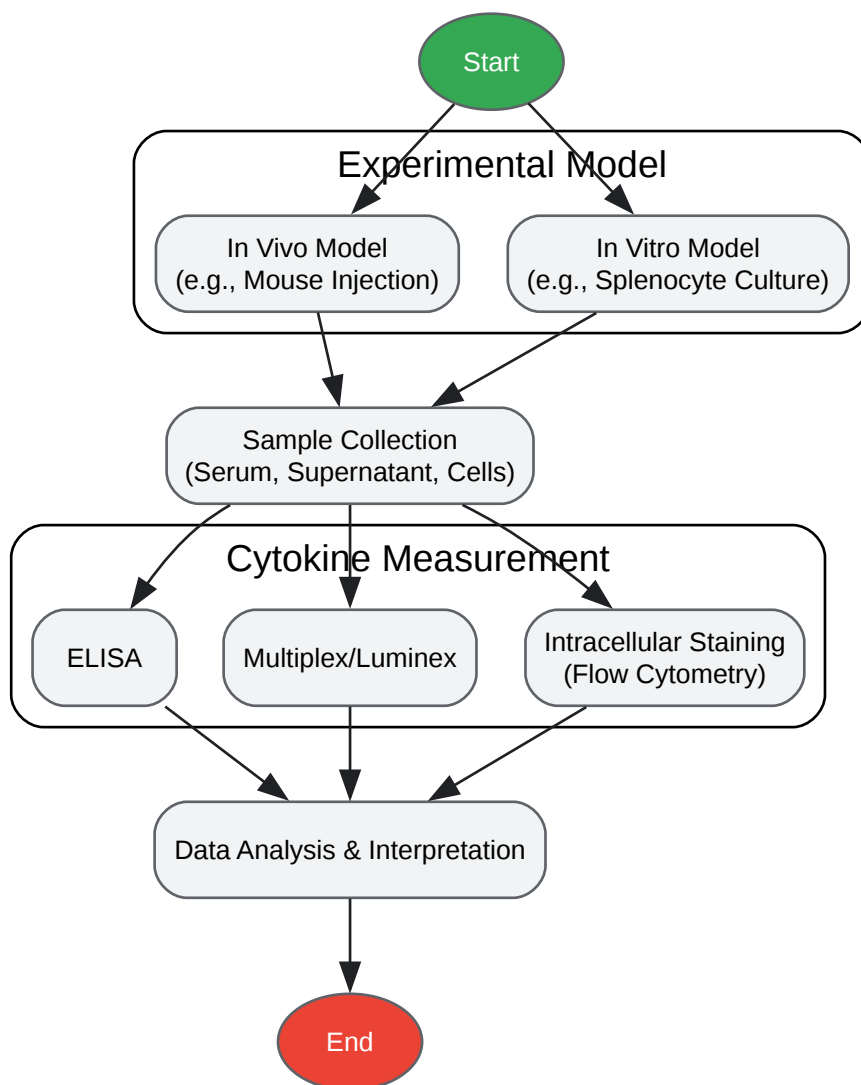 Start
Experimental Model
In Vivo Model
(e.g., Mouse Injection)
In Vitro Model
(e.g., Splenocyte Culture)
Sample Collection
(Serum, Supernatant, Cells)
Cytokine Measurement
ELISA
Multiplex/Luminex
Intracellular Staining
(Flow Cytometry)
Data Analysis & Interpretation
End